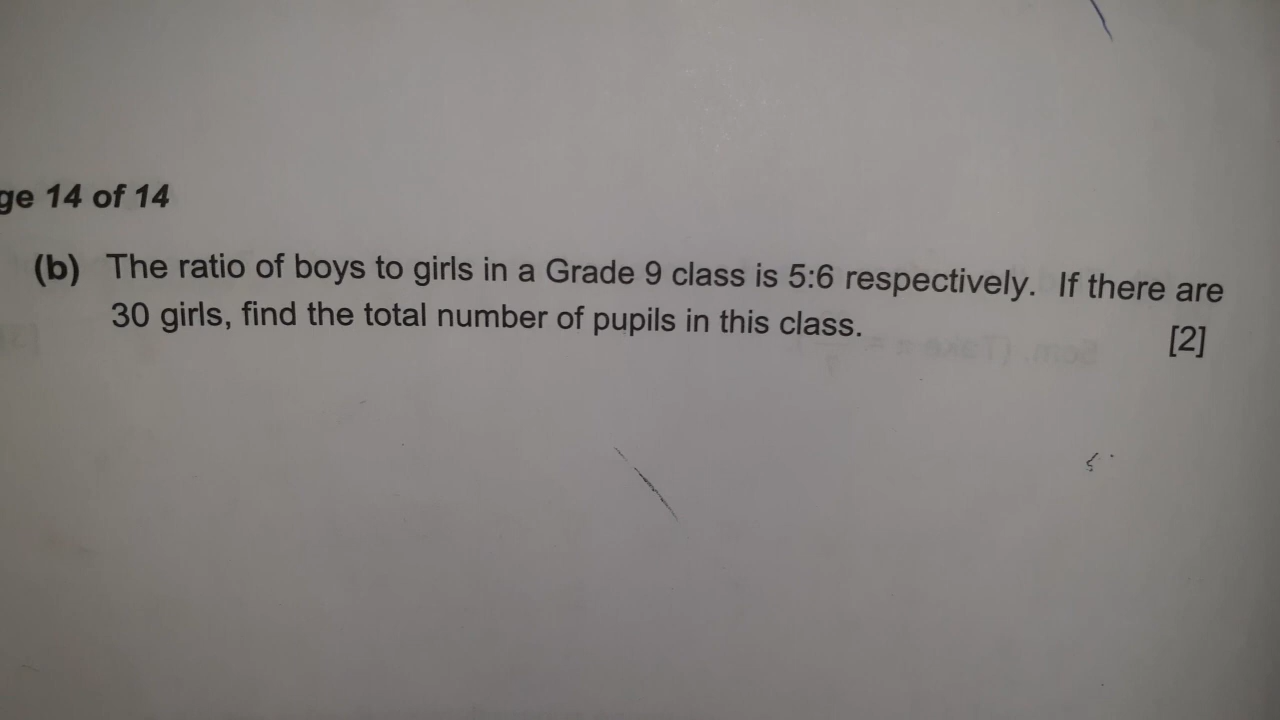 ge 14 of 14
(b) The ratio of boys to girls in a Grade 9 class is 5:6 respectively. If there are
30 girls, find the total number of pupils in this class.
[2]